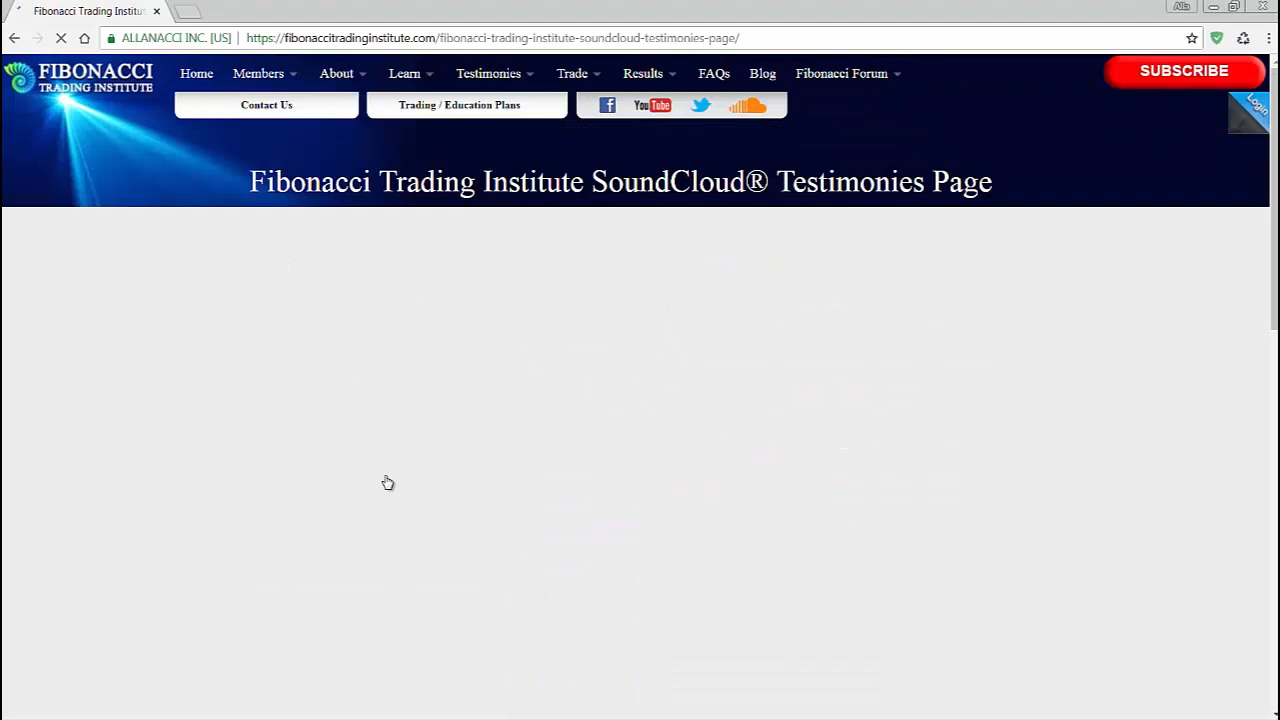 Fibonacci Trading Institut
Alla
ALLANACCI INC. [US] | https://fibonaccitradinginstitute.com/fibonacci-trading-institute-soundcloud-testimonies-page/
FIBONACCI
TRADING INSTITUTE
Home Members About Learn Testimonies Trade Results FAQs Blog Fibonacci Forum
SUBSCRIBE
Contact Us
Trading / Education Plans
f YouTube
Login
Fibonacci Trading Institute SoundCloud® Testimonies Page